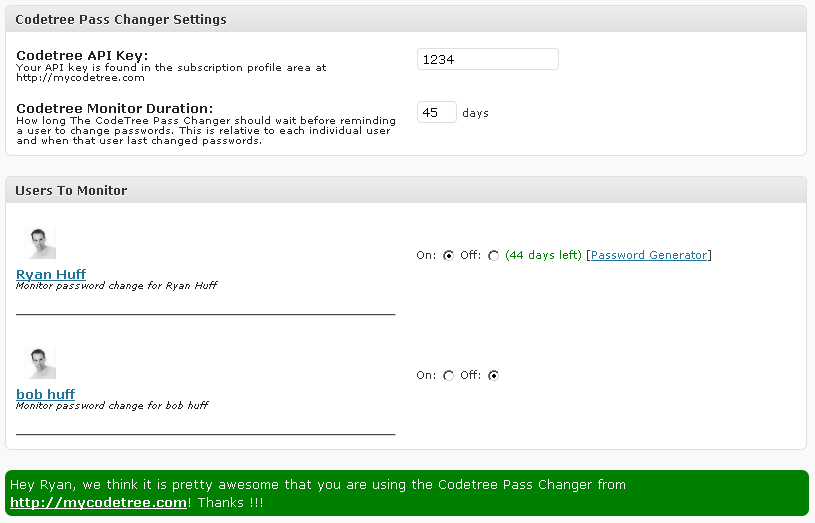 Codetree Pass Changer Settings
Codetree API Key:
1234
Your API key is found in the subscription profile area at
http://mycodetree.com
Codetree Monitor Duration:
45 days
How long The CodeTree Pass Changer should wait before reminding
a user to change passwords. This is relative to each individual user
and when that user last changed passwords.
Users To Monitor
On: Off: (44 days left) [Password Generator]
Ryan Huff
Monitor password change for Ryan Huff
On: Off:
bob huff
Monitor password change for bob huff
Hey Ryan, we think it is pretty awesome that you are using the Codetree Pass Changer from
http://mycodetree.com! Thanks !!!